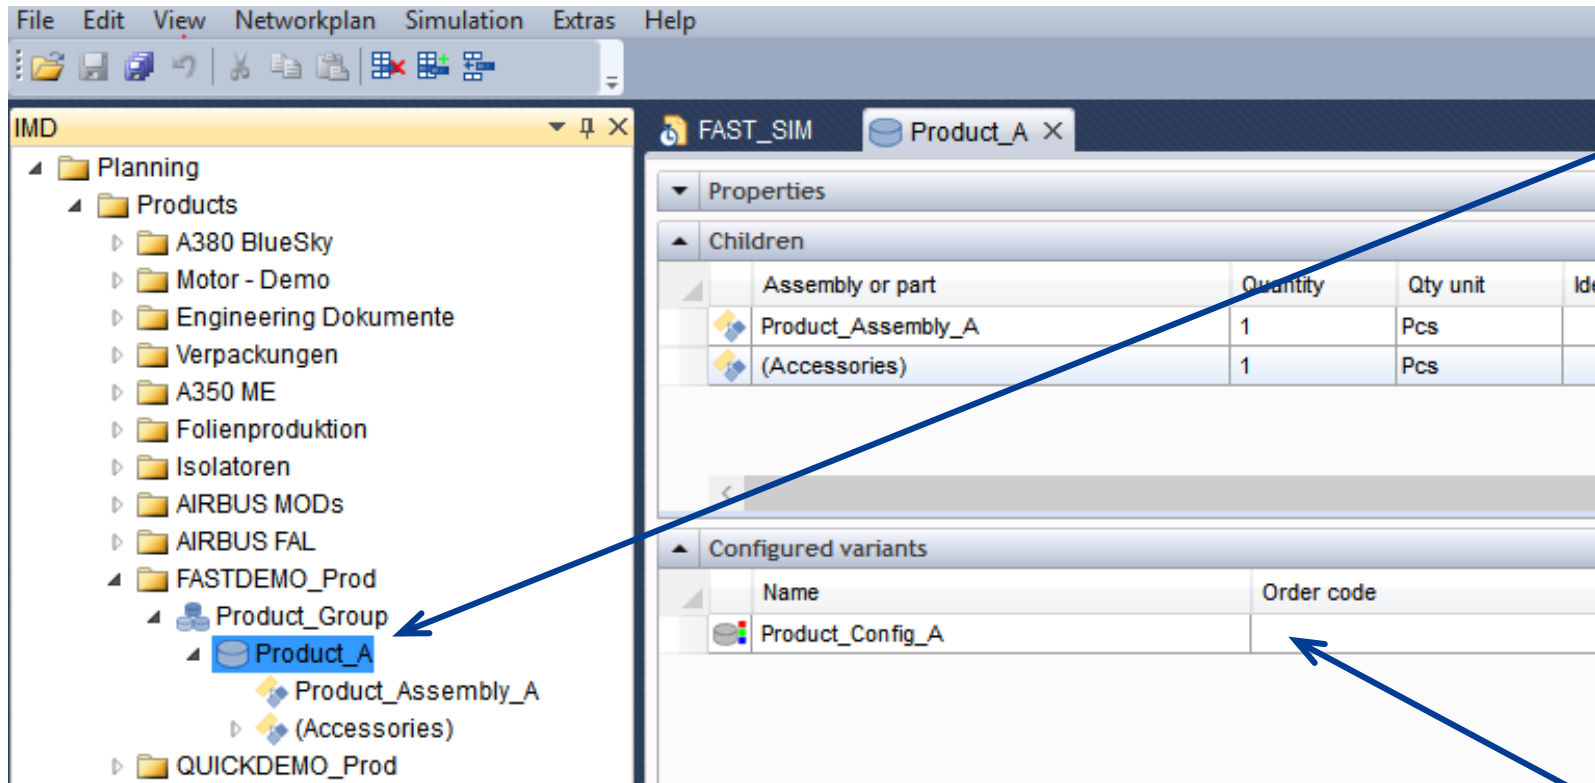 File Edit View Networkplan Simulation Extras Help
IMD
Planning
Products
A380 BlueSky
Motor - Demo
Engineering Dokumente
Verpackungen
A350 ME
Folienproduktion
Isolatoren
AIRBUS MODs
AIRBUS FAL
FASTDEMO_Prod
Product_Group
Product_A
Product_Assembly_A
(Accessories)
QUICKDEMO_Prod
FAST_SIM Product_A
Properties
Children
Assembly or part Quantity Qty unit Ide
Product_Assembly_A 1 Pcs
(Accessories) 1 Pcs
Configured variants
Name Order code
Product_Config_A